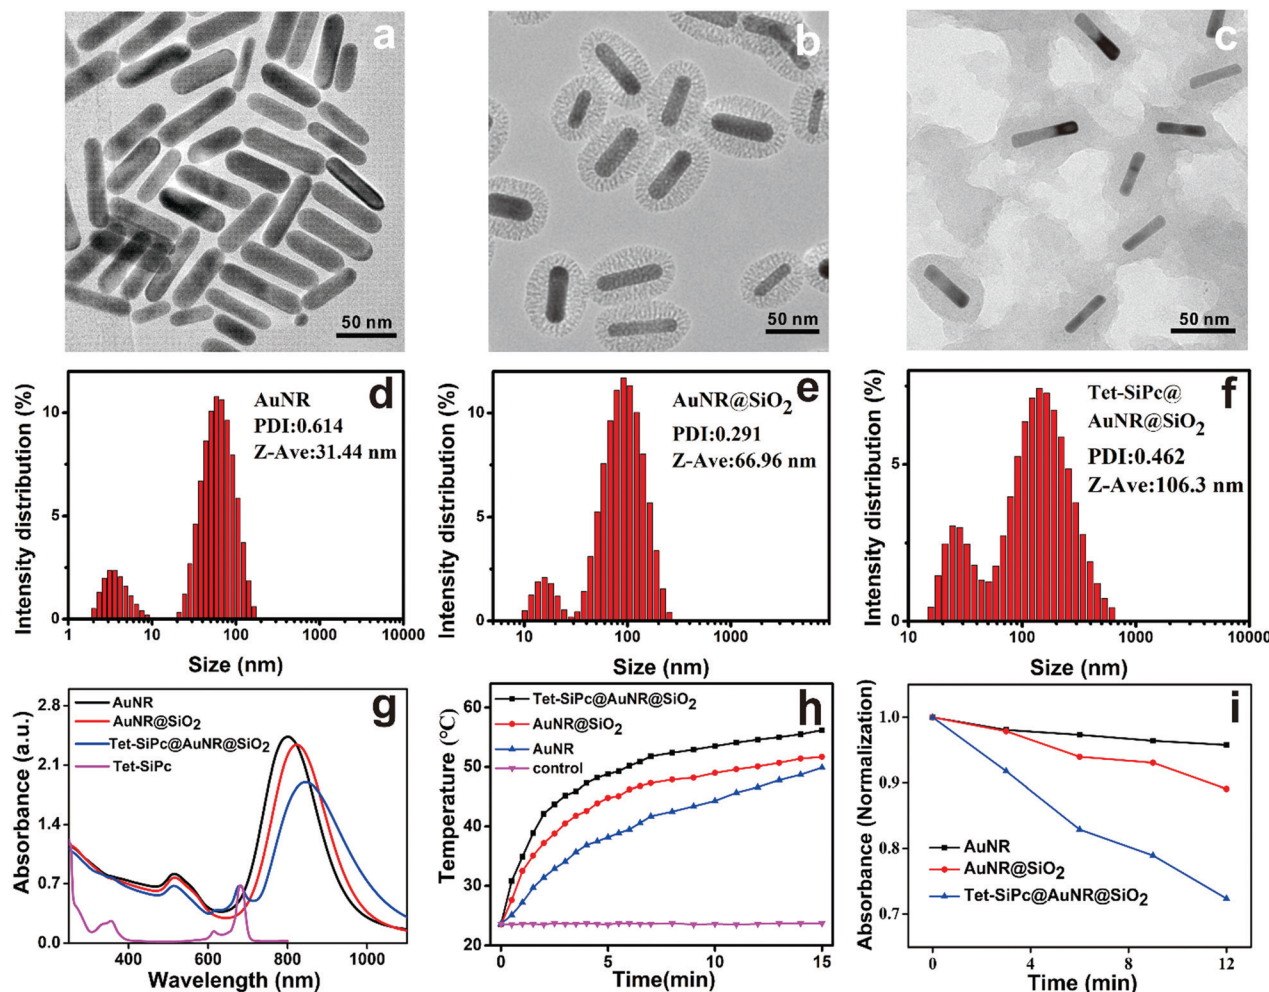 a
50 nm
b
50 nm
c
50 nm
Intensity distribution (%)
10
5
0
d
AuNR
PDI:0.614
Z-Ave:31.44 nm
1 10 100 1000 10000
Size (nm)
Intensity distribution (%)
10
5
0
e
AuNR@SiO2
PDI:0.291
Z-Ave:66.96 nm
10 100 1000
Size (nm)
Intensity distribution (%)
5
0
f
Tet-SiPc@
AuNR@SiO2
PDI:0.462
Z-Ave:106.3 nm
10 100 1000 10000
Size (nm)
Absorbance (a.u.)
2.8
2.1
1.4
0.7
0.0
g
AuNR
AuNR@SiO2
Tet-SiPc@AuNR@SiO2
Tet-SiPc
400 600 800 1000
Wavelength (nm)
Temperature (℃)
60
50
40
30
20
h
Tet-SiPc@AuNR@SiO2
AuNR@SiO2
AuNR
control
0 5 10 15
Time(min)
Absorbance (Normalization)
1.0
0.9
0.8
0.7
i
AuNR
AuNR@SiO2
Tet-SiPc@AuNR@SiO2
0 4 8 12
Time (min)